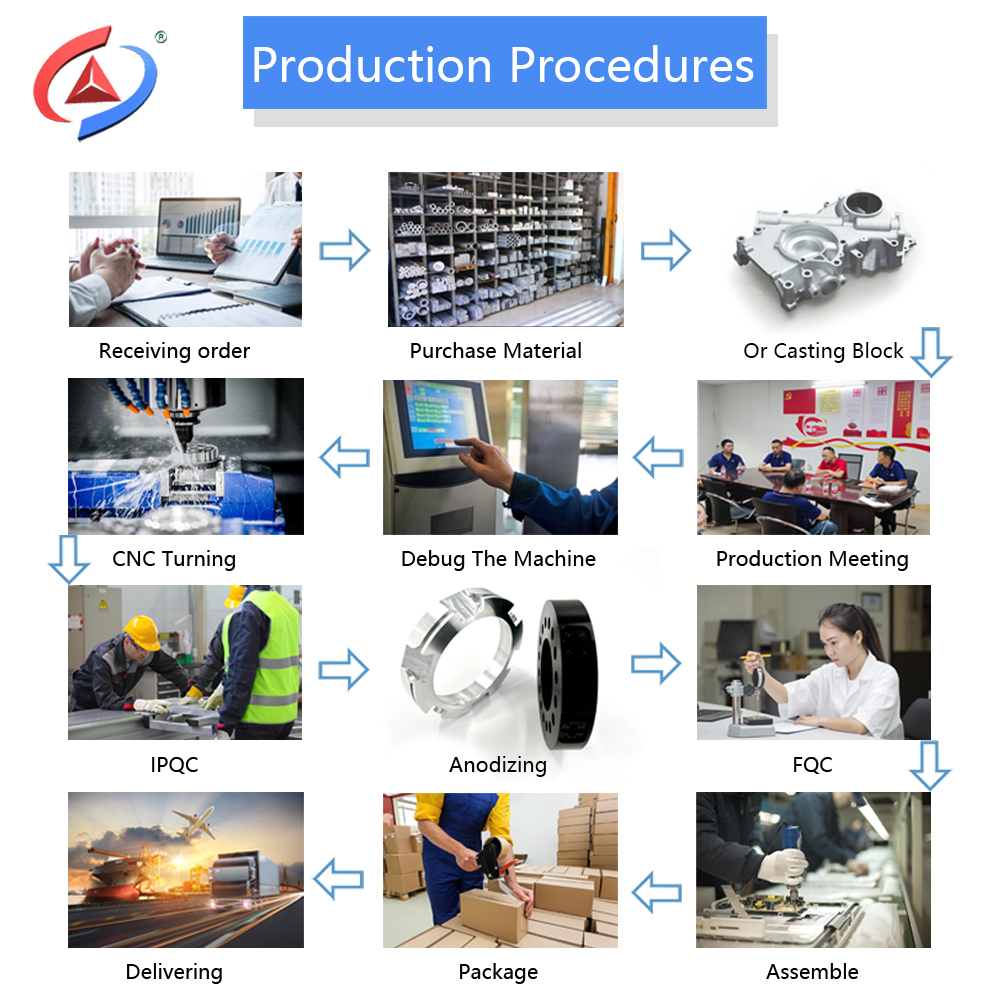 ®
Production Procedures
Receiving order
Purchase Material
Or Casting Block
CNC Turning
Debug The Machine
Production Meeting
IPQC
Anodizing
FQC
Delivering
Package
Assemble